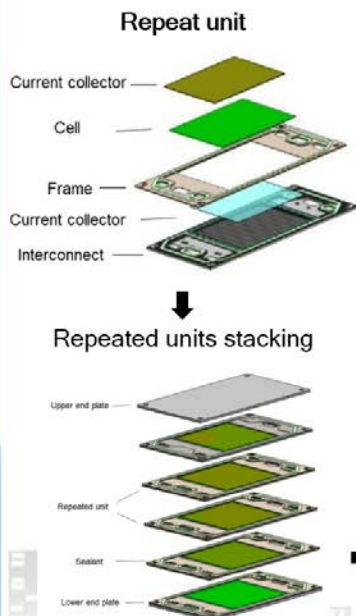 Repeat unit
Current collector
Cell
Frame
Current collector
Interconnect
Repeated units stacking
Upper end plate
Repeated unit
Sealant
Lower end plate